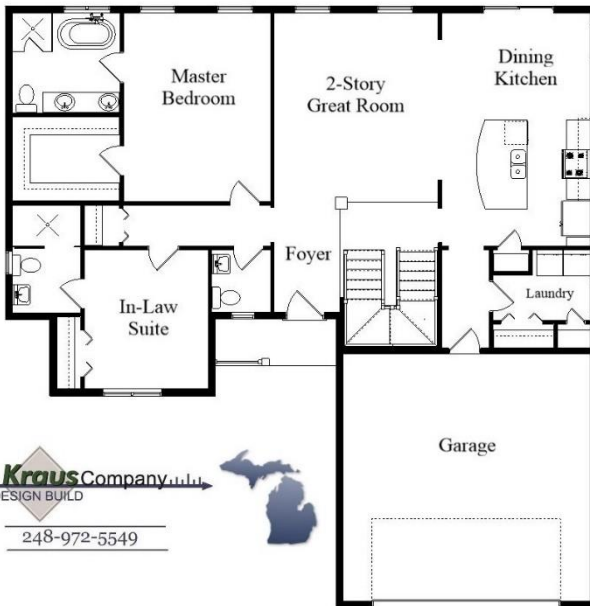 Master
Bedroom
2-Story
Great Room
Dining
Kitchen
Foyer
In-Law
Suite
Laundry
Garage
Kraus Company
ESIGN BUILD
248-972-5549